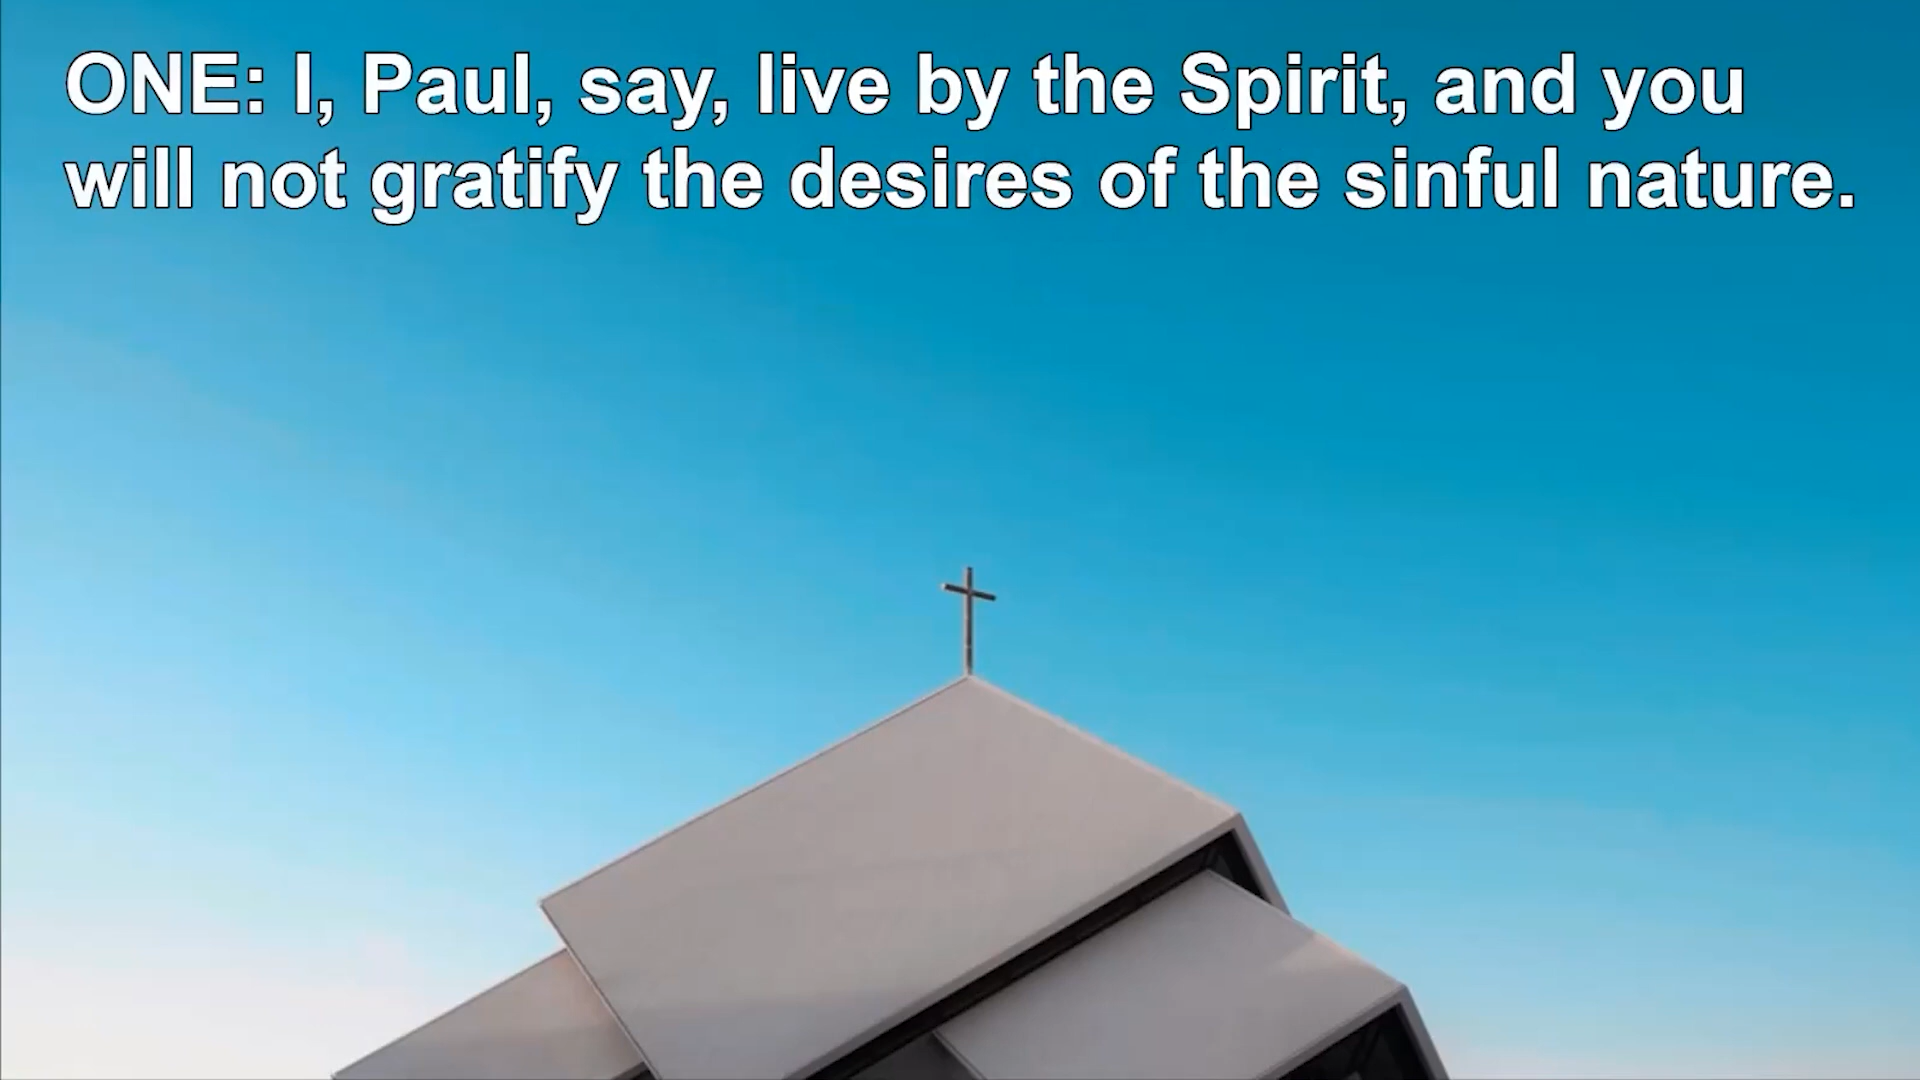 ONE: I, Paul, say, live by the Spirit, and you
will not gratify the desires of the sinful nature.